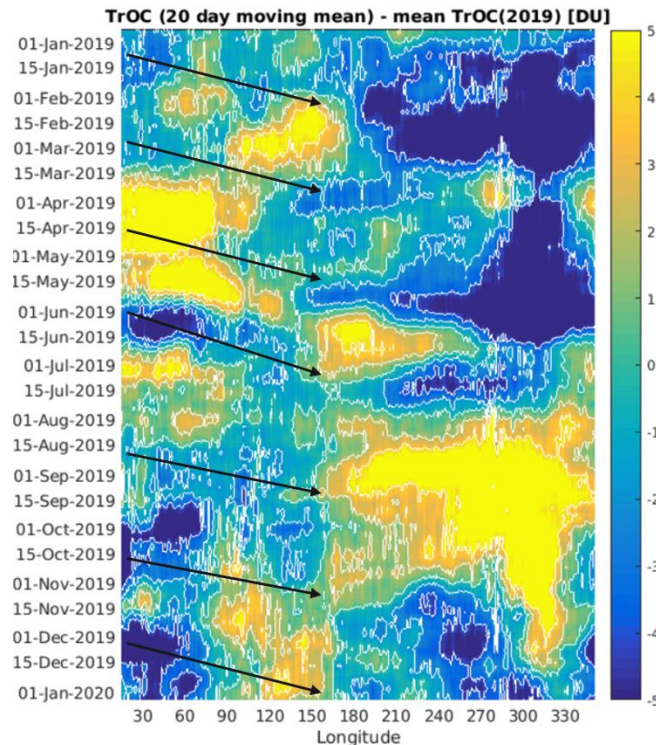 TrOC (20 day moving mean) - mean TrOC(2019) [DU]
01-Jan-2019
15-Jan-2019
01-Feb-2019
15-Feb-2019
01-Mar-2019
15-Mar-2019
01-Apr-2019
15-Apr-2019
01-May-2019
15-May-2019
01-Jun-2019
15-Jun-2019
01-Jul-2019
15-Jul-2019
01-Aug-2019
15-Aug-2019
01-Sep-2019
15-Sep-2019
01-Oct-2019
15-Oct-2019
01-Nov-2019
15-Nov-2019
01-Dec-2019
15-Dec-2019
01-Jan-2020
30 60 90 120 150 180 210 240 270 300 330
Longitude
5
4
3
2
1
0
-1
-2
-3
-4
-5